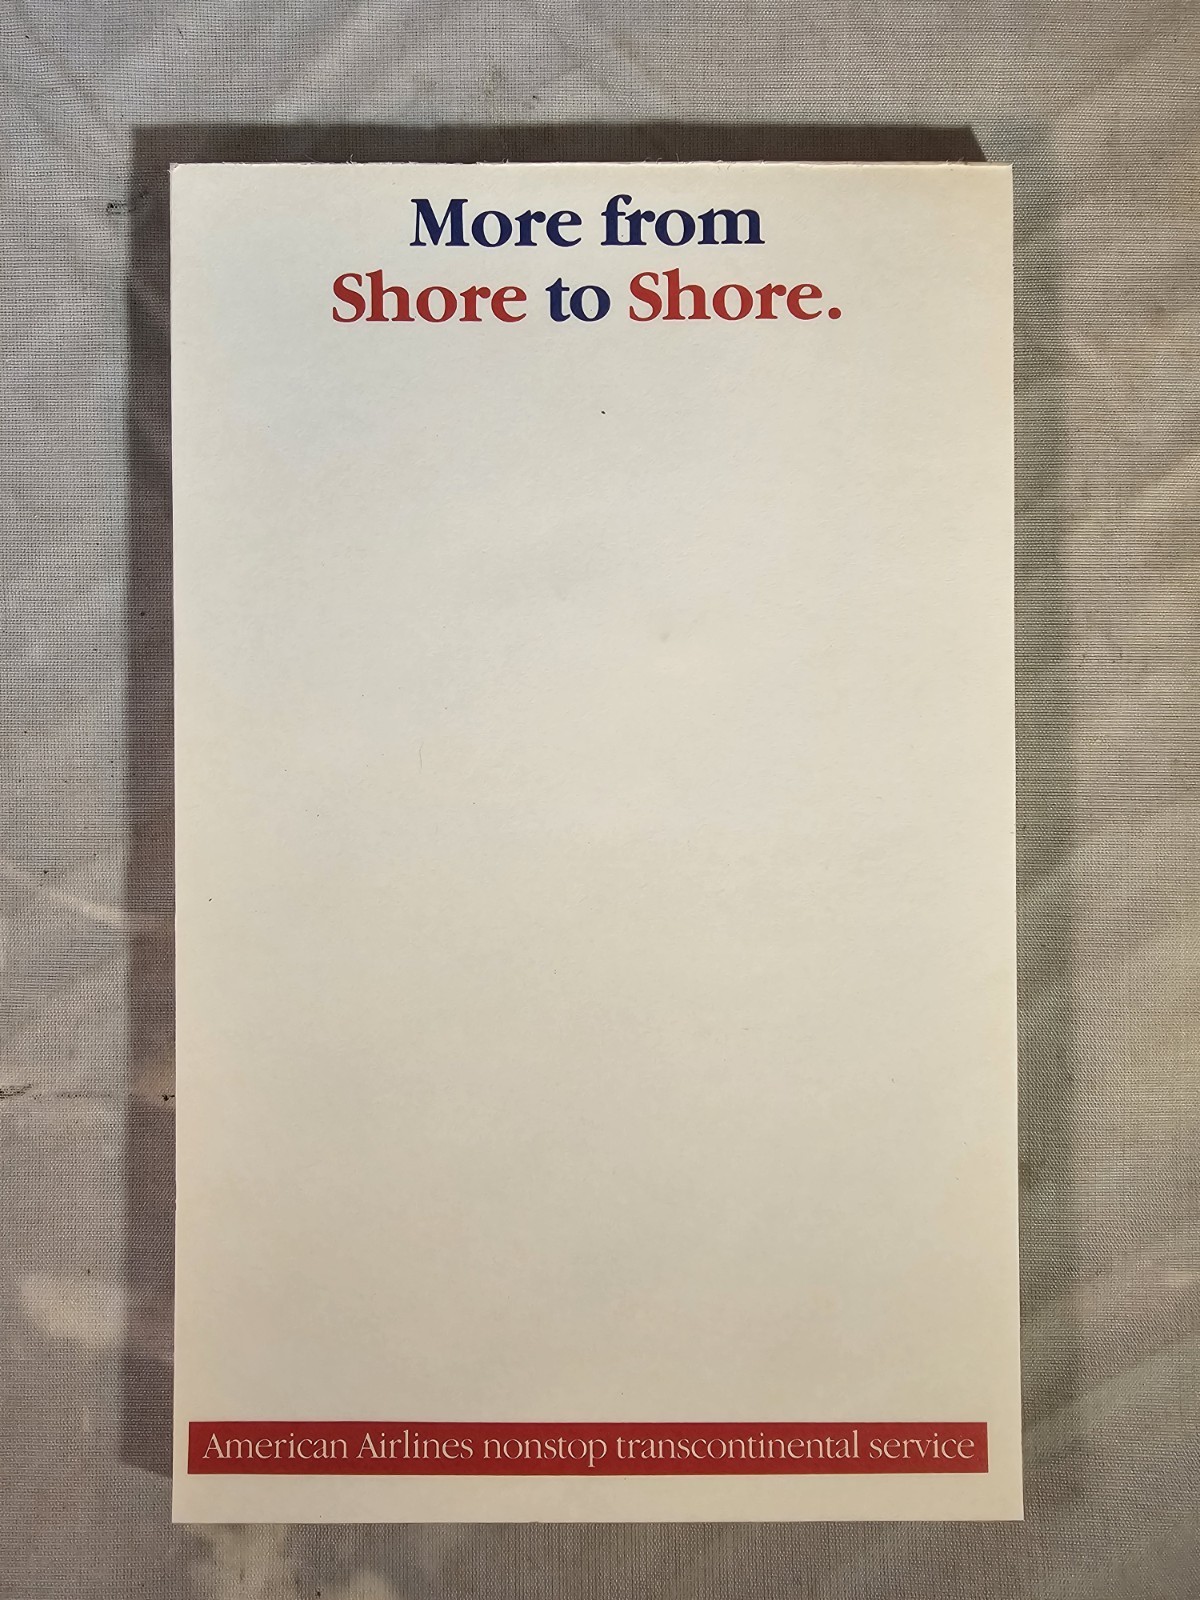 More from
Shore to Shore.
American Airlines nonstop transcontinental service